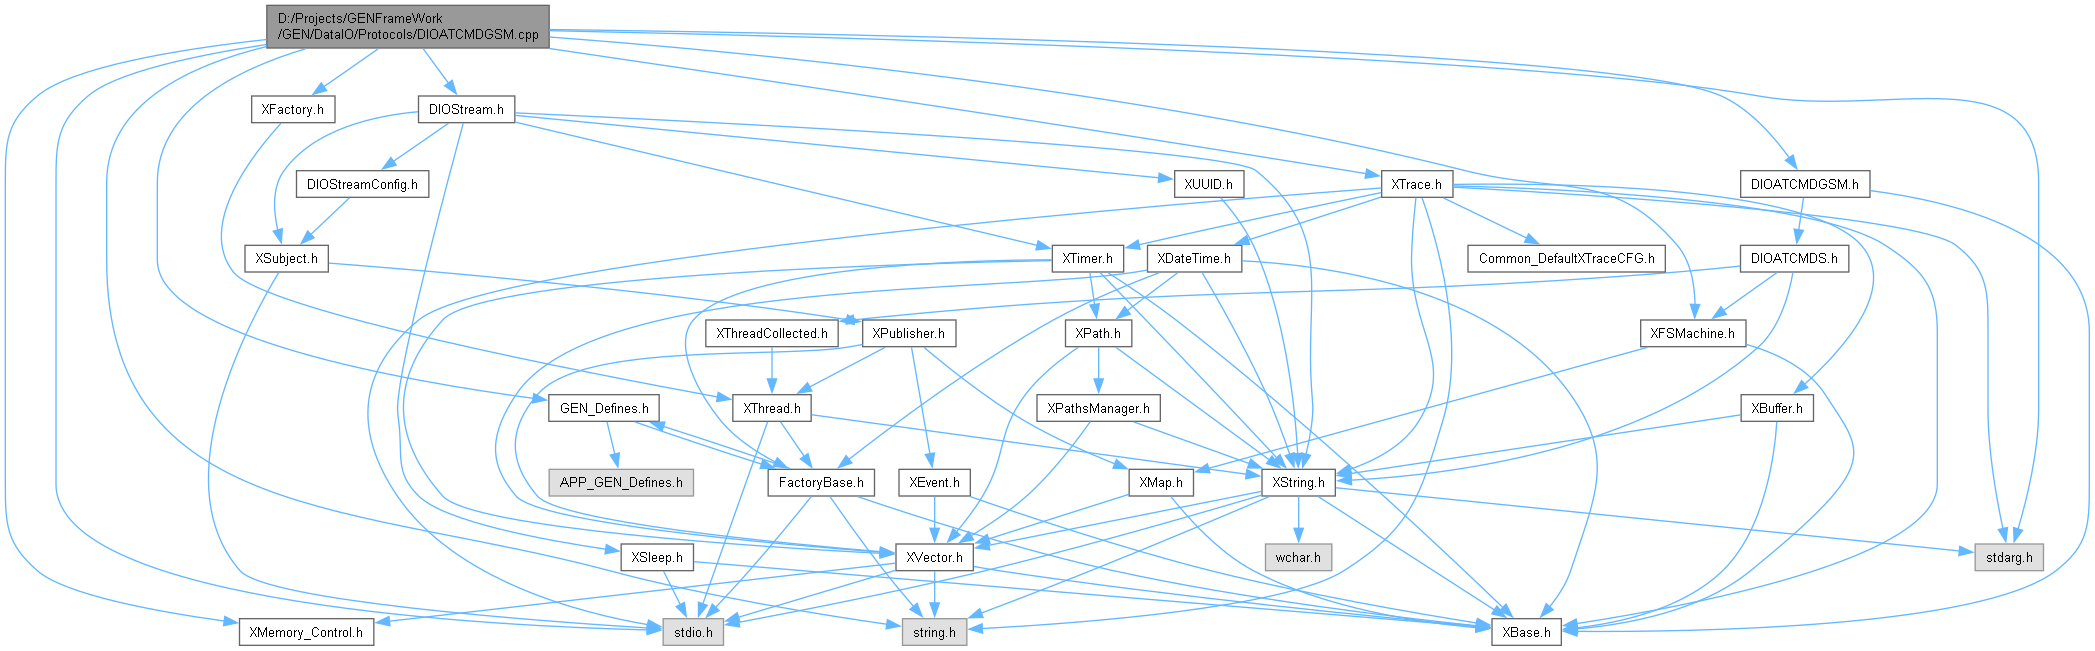 D:/Projects/GENFrameWork
/GEN/DataIO/Protocols/DIOATCMDGSM.cpp
XFactory.h
DIOStream.h
DIOStreamConfig.h
XUUID.h
XTrace.h
DIOATCMDGSM.h
XSubject.h
XTimer.h
XDateTime.h
Common_DefaultXTraceCFG.h
DIOATCMDS.h
XThreadCollected.h
XPublisher.h
XPath.h
XFSMachine.h
GEN_Defines.h
XThread.h
XPathsManager.h
XBuffer.h
APP_GEN_Defines.h
FactoryBase.h
XEvent.h
XMap.h
XString.h
XSleep.h
XVector.h
wchar.h
stdarg.h
XMemory_Control.h
stdio.h
string.h
XBase.h